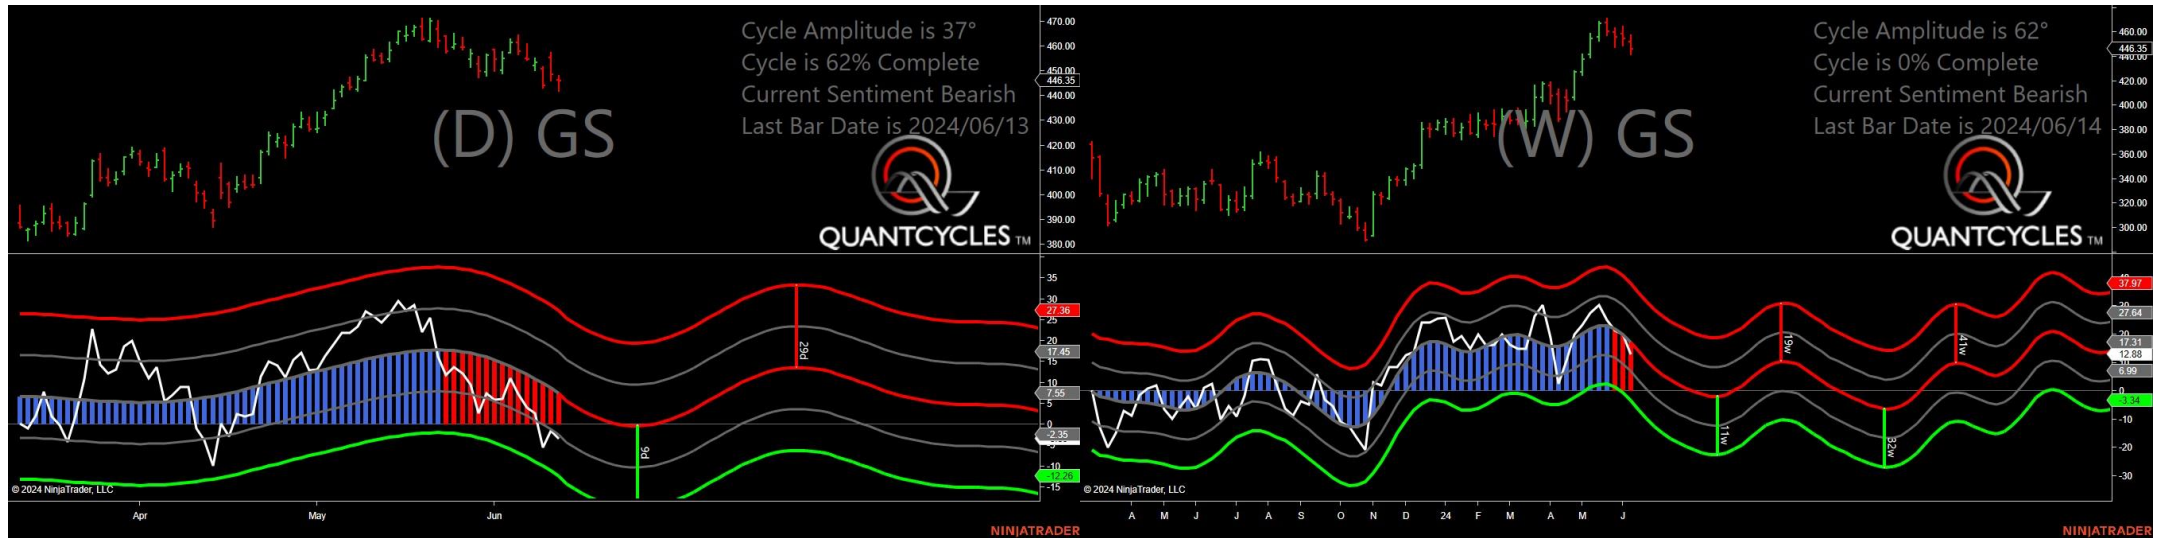 Cycle Amplitude is 37°
Cycle is 62% Complete
Current Sentiment Bearish
Last Bar Date is 2024/06/13
(D) GS
QUANTCYCLES TM
470.00
460.00
450.00
446.35
440.00
430.00
420.00
410.00
400.00
390.00
380.00
35
30
27.36
25
20
17.45
15
10
7.55
5
0
-2.35
-10
-12.26
-15
29d
9d
© 2024 NinjaTrader, LLC
Apr
May
Jun
NINJATRADER
Cycle Amplitude is 62°
Cycle is 0% Complete
Current Sentiment Bearish
Last Bar Date is 2024/06/14
(W) GS
QUANTCYCLES TM
460.00
446.35
440.00
420.00
400.00
380.00
360.00
340.00
320.00
300.00
37.97
27.64
20
17.31
12.88
6.99
0
-3.34
-10
-20
-30
19w
41w
11w
32w
© 2024 NinjaTrader, LLC
A M J J A S O N D 24 F M A M J
NINJATRADER